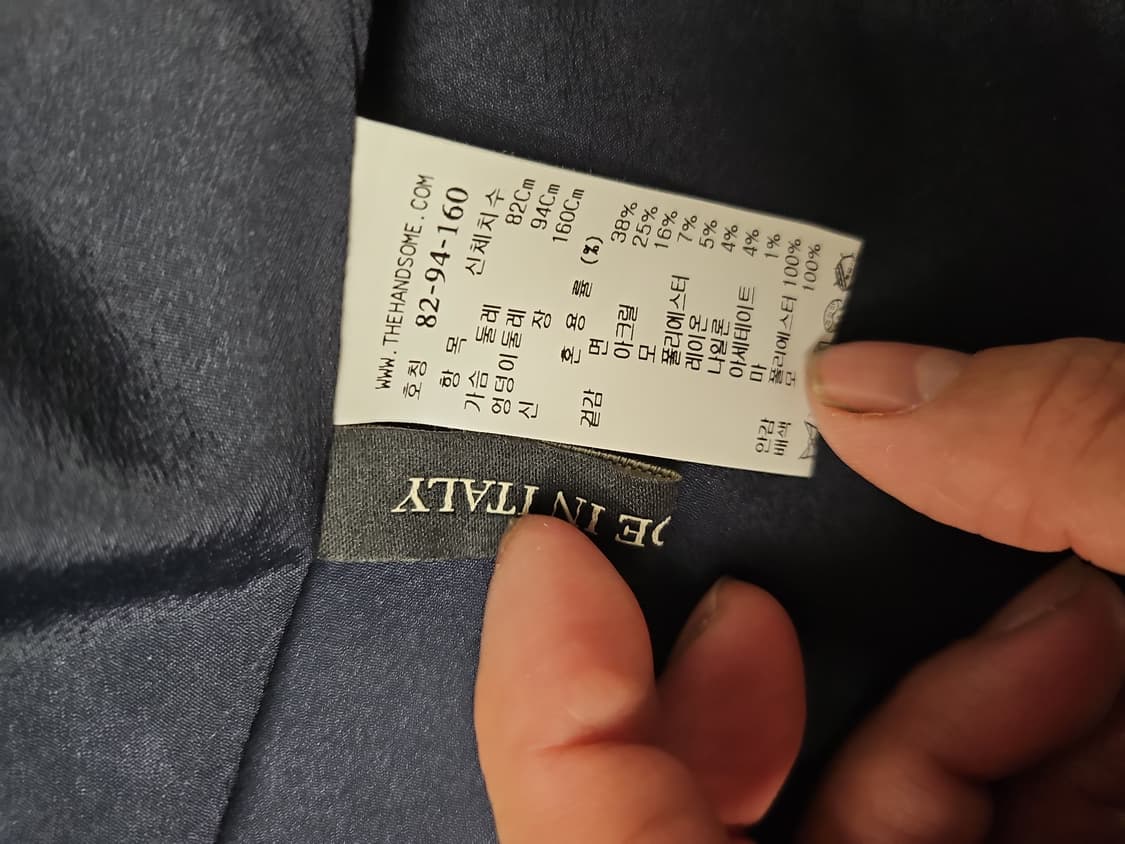 WWW.THEHANDSOME.COM
호칭 82-94-160
항 목 신체치수
가슴 둘레 82Cm
엉덩이둘레 94Cm
신 장 160Cm
혼 용 률 (%)
겉감 면 38%
아크릴 25%
모 16%
폴리에스터 7%
레이온 5%
나일론 4%
아세테이트 4%
마 1%
안감 폴리에스터 100%
배색 모 100%
DE IN ITALY